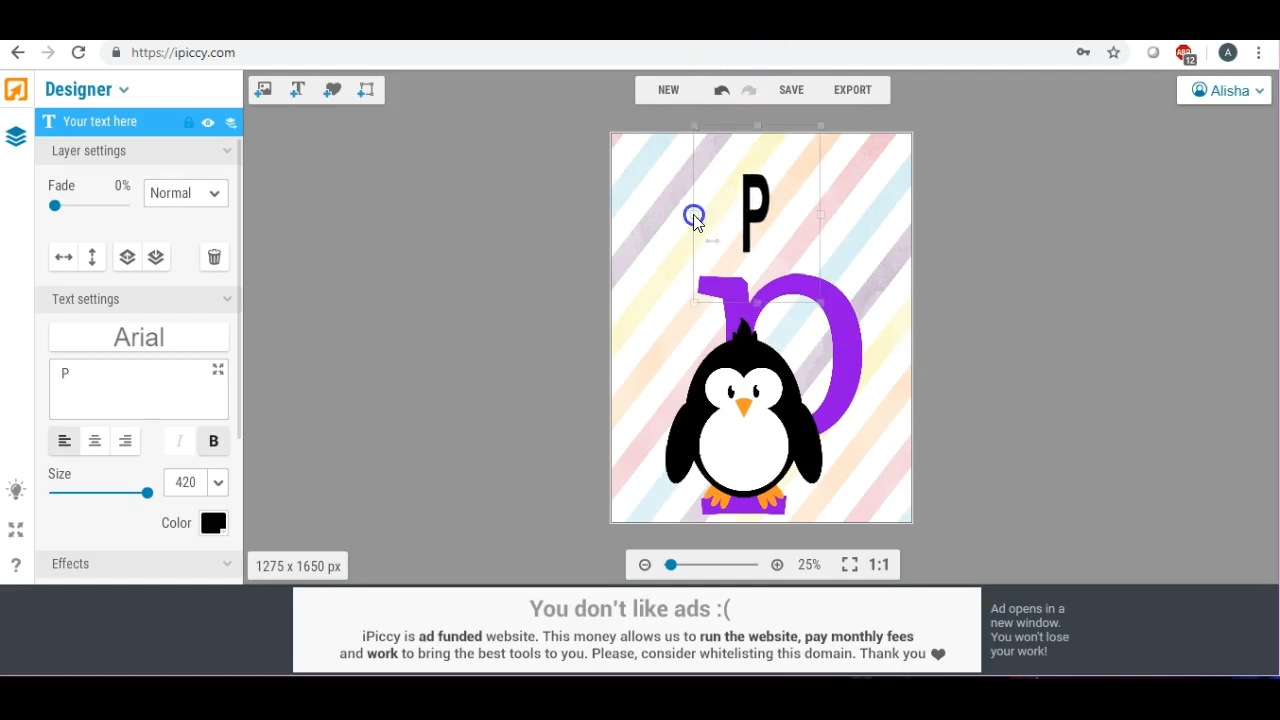 https://ipiccy.com
ABP
12
A
Designer
NEW
SAVE
EXPORT
Alisha
T Your text here
Layer settings
Fade 0%
Normal
Text settings
Arial
P
I B
Size
420
Color
Effects
P
p
1275 x 1650 px
25%
1:1
?
You don't like ads :(
iPiccy is ad funded website. This money allows us to run the website, pay monthly fees
and work to bring the best tools to you. Please, consider whitelisting this domain. Thank you ❤
Ad opens in a
new window.
You won't lose
your work!